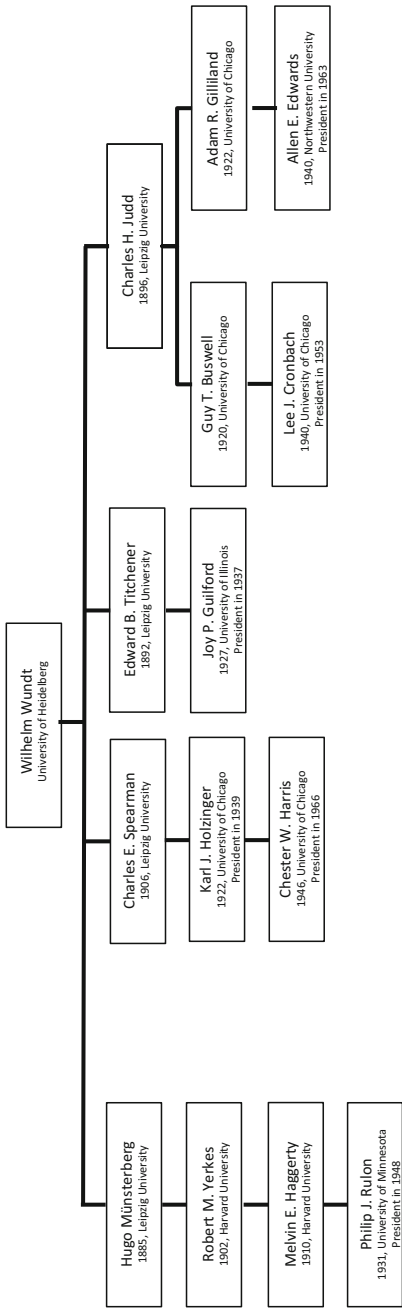 Wilhelm Wundt
University of Heidelberg
Hugo Münsterberg
1885, Leipzig University
Charles E. Spearman
1906, Leipzig University
Edward B. Titchener
1892, Leipzig University
Charles H. Judd
1896, Leipzig University
Robert M. Yerkes
1902, Harvard University
Karl J. Holzinger
1922, University of Chicago
President in 1939
Joy P. Guilford
1927, University of Illinois
President in 1937
Guy T. Buswell
1920, University of Chicago
Adam R. Gilliland
1922, University of Chicago
Melvin E. Haggerty
1910, Harvard University
Chester W. Harris
1946, University of Chicago
President in 1966
Lee J. Cronbach
1940, University of Chicago
President in 1953
Allen E. Edwards
1940, Northwestern University
President in 1963
Philip J. Rulon
1931, University of Minnesota
President in 1948